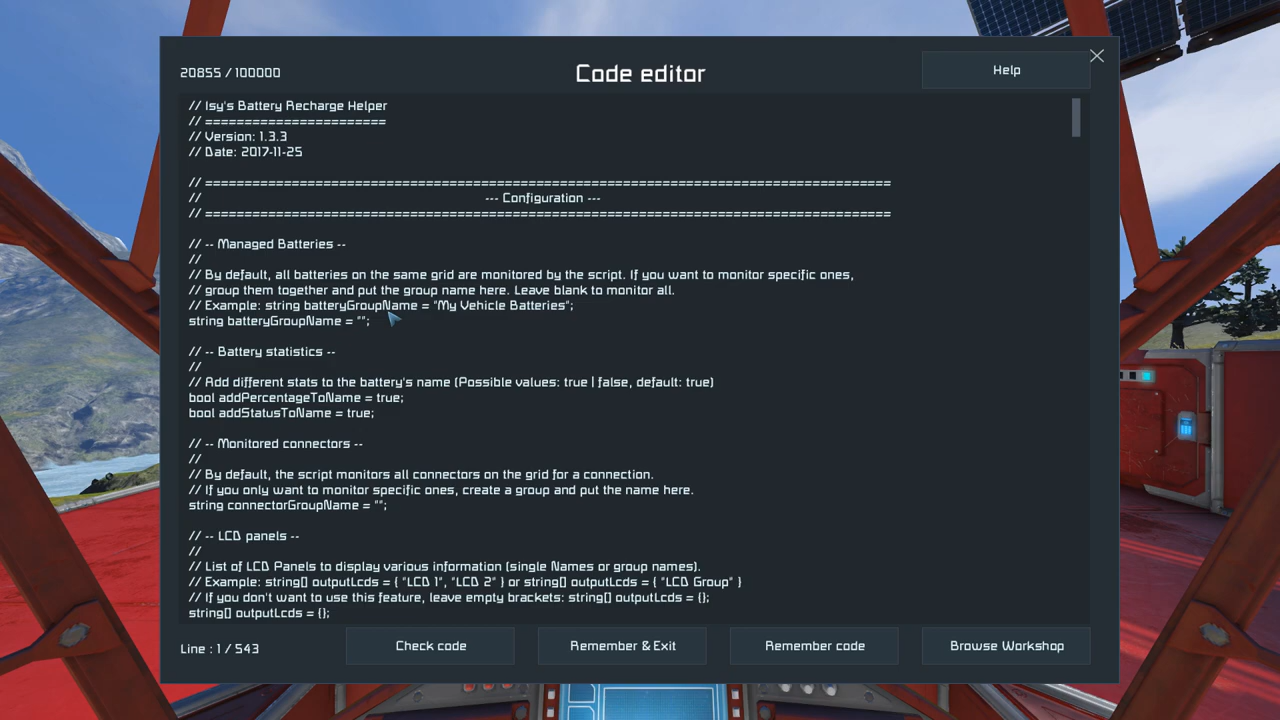 20855 / 100000
Code editor
Help
// Isy's Battery Recharge Helper
// =======================
// Version: 1.3.3
// Date: 2017-11-25
// ===================================================================================
// --- Configuration ---
// ===================================================================================
// -- Managed Batteries --
//
// By default, all batteries on the same grid are monitored by the script. If you want to monitor specific ones,
// group them together and put the group name here. Leave blank to monitor all.
// Example: string batteryGroupName = "My Vehicle Batteries";
string batteryGroupName = "";
// -- Battery statistics --
//
// Add different stats to the battery's name (Possible values: true | false, default: true)
bool addPercentageToName = true;
bool addStatusToName = true;
// -- Monitored connectors --
//
// By default, the script monitors all connectors on the grid for a connection.
// If you only want to monitor specific ones, create a group and put the name here.
string connectorGroupName = "";
// -- LCD panels --
//
// List of LCD Panels to display various information (single Names or group names).
// Example: string[] outputLcds = { "LCD 1", "LCD 2" } or string[] outputLcds = { "LCD Group" }
// If you don't want to use this feature, leave empty brackets: string[] outputLcds = {};
string[] outputLcds = {};
Line : 1 / 543
Check code
Remember & Exit
Remember code
Browse Workshop